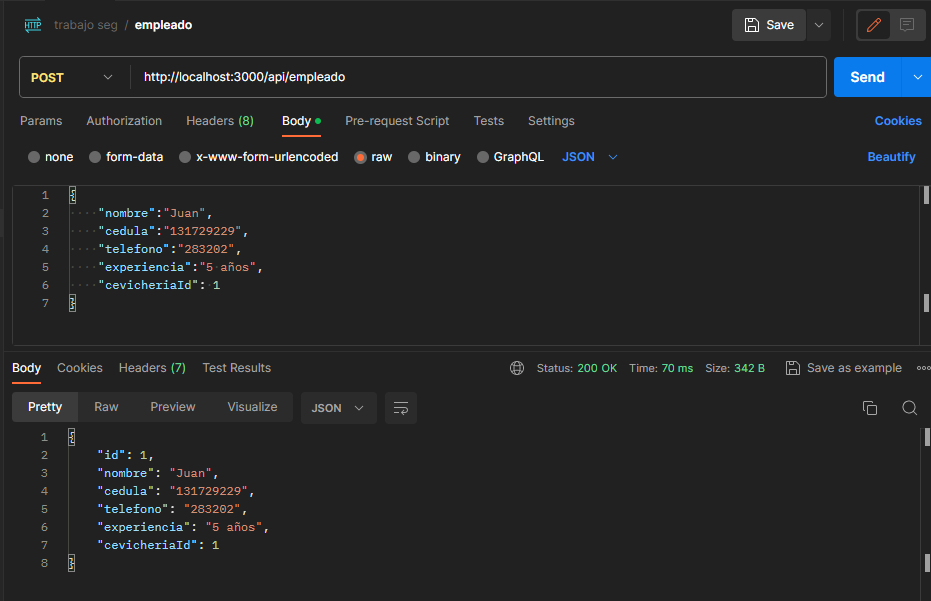 HTTP trabajo seg / empleado Save
POST http://localhost:3000/api/empleado Send
Params Authorization Headers (8) Body Pre-request Script Tests Settings Cookies
none form-data x-www-form-urlencoded raw binary GraphQL JSON Beautify
1 {
2 ····"nombre":"Juan",
3 ····"cedula":"131729229",
4 ····"telefono":"283202",
5 ····"experiencia":"5·años",
6 ····"cevicheriaId":·1
7 }
Body Cookies Headers (7) Test Results Status: 200 OK Time: 70 ms Size: 342 B Save as example
Pretty Raw Preview Visualize JSON
1 {
2 "id": 1,
3 "nombre": "Juan",
4 "cedula": "131729229",
5 "telefono": "283202",
6 "experiencia": "5 años",
7 "cevicheriaId": 1
8 }